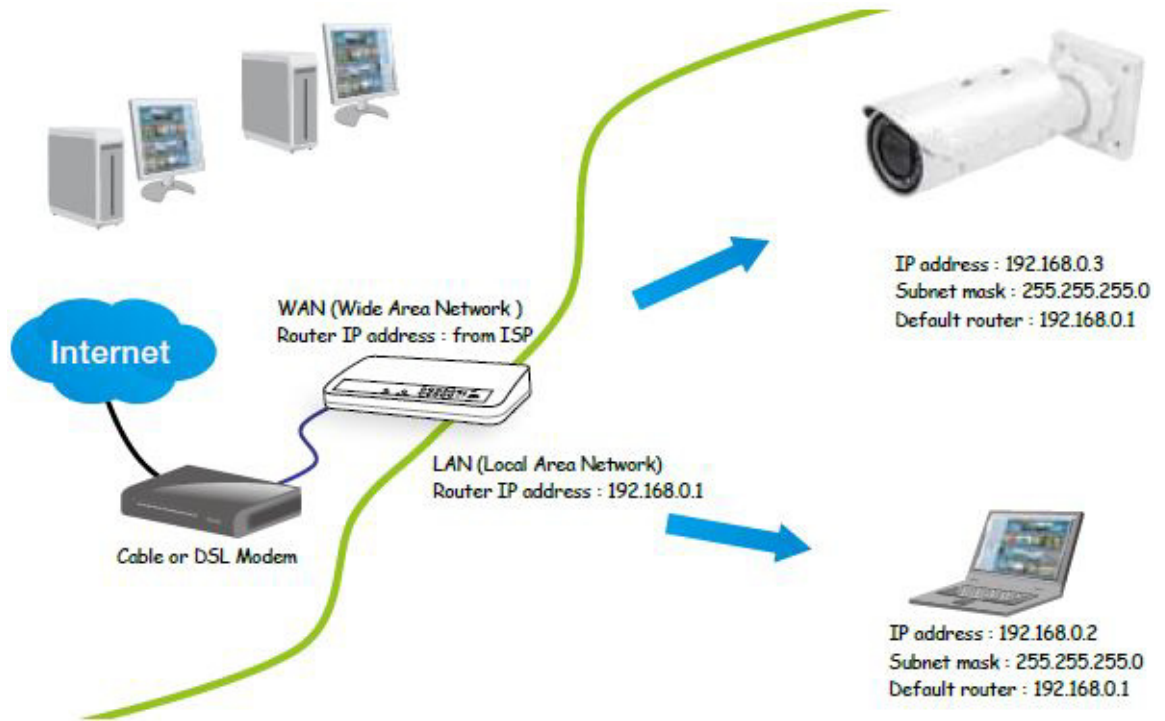 WAN (Wide Area Network )
Router IP address : from ISP
Internet
Cable or DSL Modem
LAN (Local Area Network)
Router IP address : 192.168.0.1
IP address : 192.168.0.3
Subnet mask : 255.255.255.0
Default router : 192.168.0.1
IP address : 192.168.0.2
Subnet mask : 255.255.255.0
Default router : 192.168.0.1